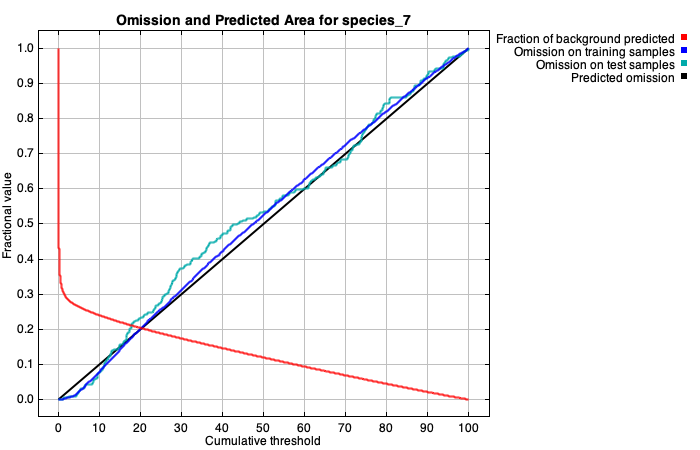 Omission and Predicted Area for species_7
Fraction of background predicted
Omission on training samples
Omission on test samples
Predicted omission
Fractional value
1.0
0.9
0.8
0.7
0.6
0.5
0.4
0.3
0.2
0.1
0.0
0 10 20 30 40 50 60 70 80 90 100
Cumulative threshold